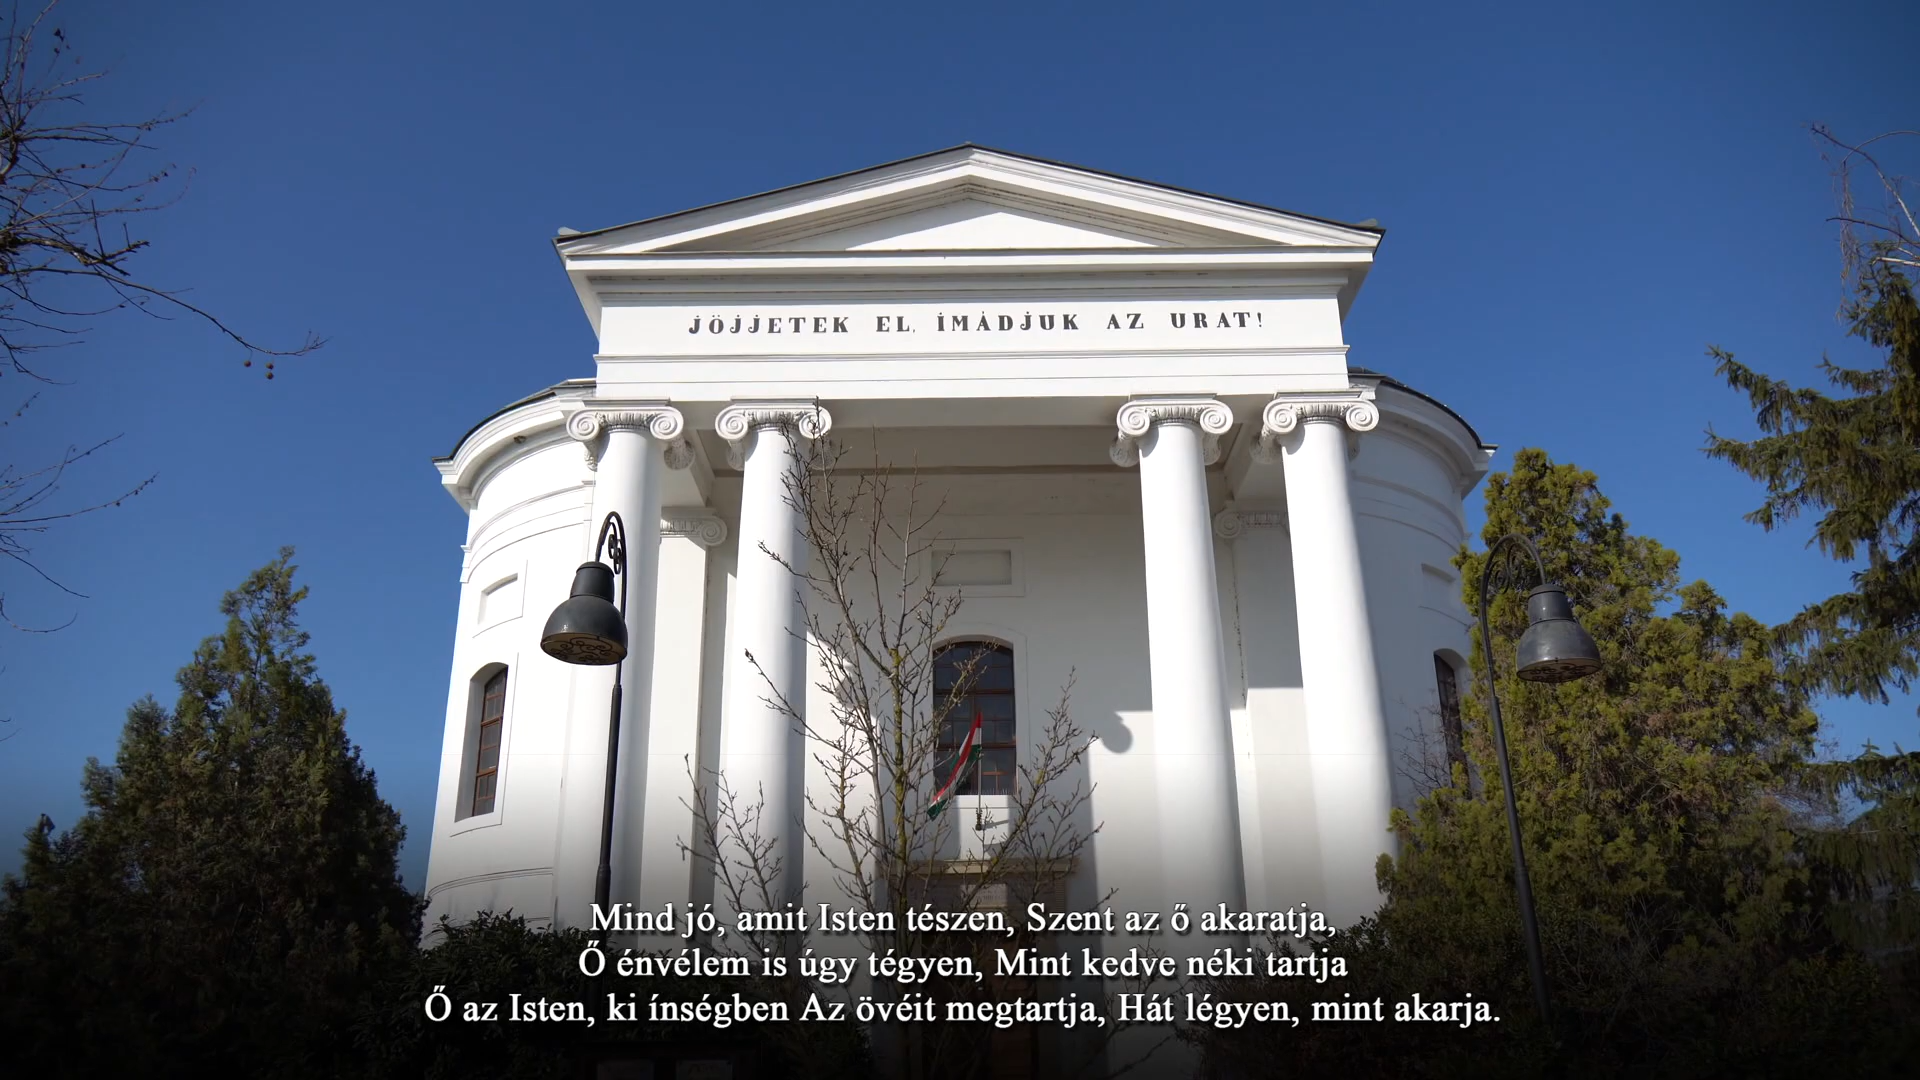 JÖJJETEK EL, IMÁDJUK AZ URAT!
Mind jó, amit Isten tészen, Szent az ő akaratja,
Ő énvélem is úgy tégyen, Mint kedve néki tartja
Ő az Isten, ki ínségben Az övéit megtartja, Hát légyen, mint akarja.